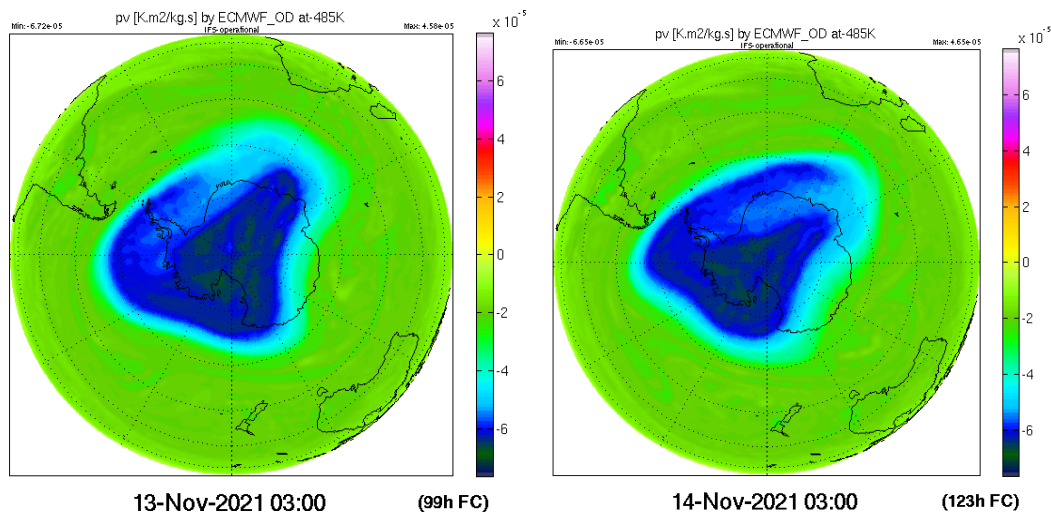 pv [K.m2/kg.s] by ECMWF_OD at-485K
Min: -6.72e-05
IFS-operational
Max: 4.58e-05
x 10^-5
6
4
2
0
-2
-4
-6
13-Nov-2021 03:00
(99h FC)
pv [K.m2/kg.s] by ECMWF_OD at-485K
Min: -6.65e-05
IFS-operational
Max: 4.65e-05
x 10^-5
6
4
2
0
-2
-4
-6
14-Nov-2021 03:00
(123h FC)